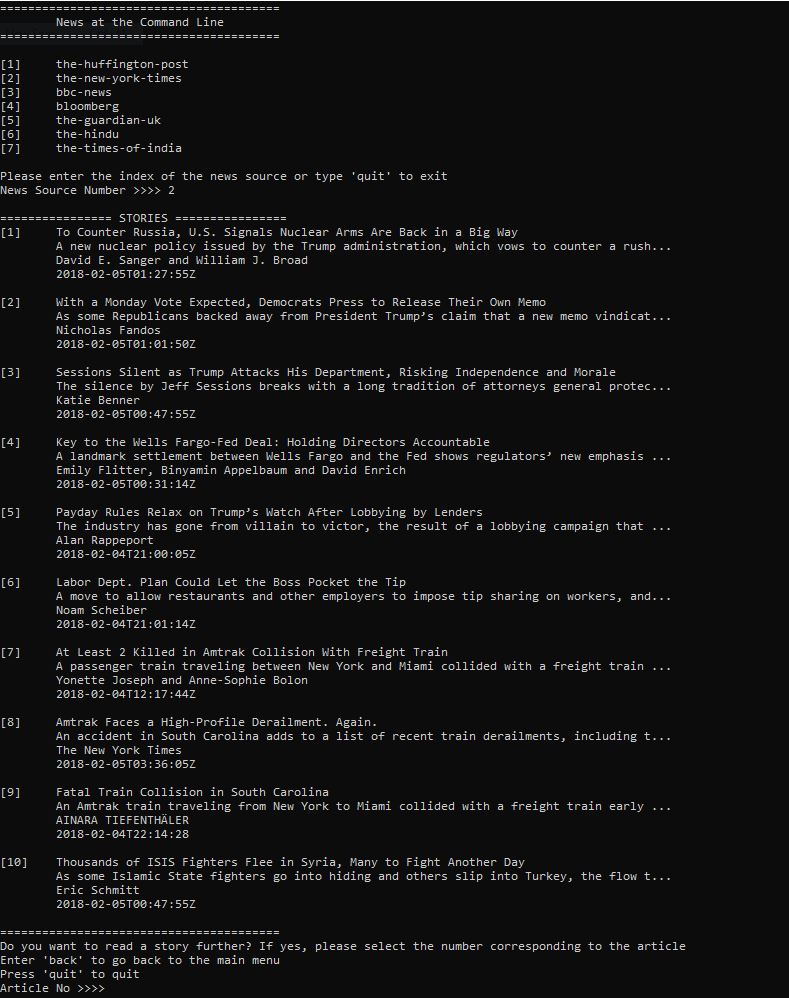 ========================================
News at the Command Line
========================================
[1] the-huffington-post
[2] the-new-york-times
[3] bbc-news
[4] bloomberg
[5] the-guardian-uk
[6] the-hindu
[7] the-times-of-india
Please enter the index of the news source or type 'quit' to exit
News Source Number >>>> 2
================ STORIES ================
[1] To Counter Russia, U.S. Signals Nuclear Arms Are Back in a Big Way
A new nuclear policy issued by the Trump administration, which vows to counter a rush...
David E. Sanger and William J. Broad
2018-02-05T01:27:55Z
[2] With a Monday Vote Expected, Democrats Press to Release Their Own Memo
As some Republicans backed away from President Trump’s claim that a new memo vindicat...
Nicholas Fandos
2018-02-05T01:01:50Z
[3] Sessions Silent as Trump Attacks His Department, Risking Independence and Morale
The silence by Jeff Sessions breaks with a long tradition of attorneys general protec...
Katie Benner
2018-02-05T00:47:55Z
[4] Key to the Wells Fargo-Fed Deal: Holding Directors Accountable
A landmark settlement between Wells Fargo and the Fed shows regulators’ new emphasis ...
Emily Flitter, Binyamin Appelbaum and David Enrich
2018-02-05T00:31:14Z
[5] Payday Rules Relax on Trump’s Watch After Lobbying by Lenders
The industry has gone from villain to victor, the result of a lobbying campaign that ...
Alan Rappeport
2018-02-04T21:00:05Z
[6] Labor Dept. Plan Could Let the Boss Pocket the Tip
A move to allow restaurants and other employers to impose tip sharing on workers, and...
Noam Scheiber
2018-02-04T21:01:14Z
[7] At Least 2 Killed in Amtrak Collision With Freight Train
A passenger train traveling between New York and Miami collided with a freight train ...
Yonette Joseph and Anne-Sophie Bolon
2018-02-04T12:17:44Z
[8] Amtrak Faces a High-Profile Derailment. Again.
An accident in South Carolina adds to a list of recent train derailments, including t...
The New York Times
2018-02-05T03:36:05Z
[9] Fatal Train Collision in South Carolina
An Amtrak train traveling from New York to Miami collided with a freight train early ...
AINARA TIEFENTHÄLER
2018-02-04T22:14:28
[10] Thousands of ISIS Fighters Flee in Syria, Many to Fight Another Day
As some Islamic State fighters go into hiding and others slip into Turkey, the flow t...
Eric Schmitt
2018-02-05T00:47:55Z
========================================
Do you want to read a story further? If yes, please select the number corresponding to the article
Enter 'back' to go back to the main menu
Press 'quit' to quit
Article No >>>>